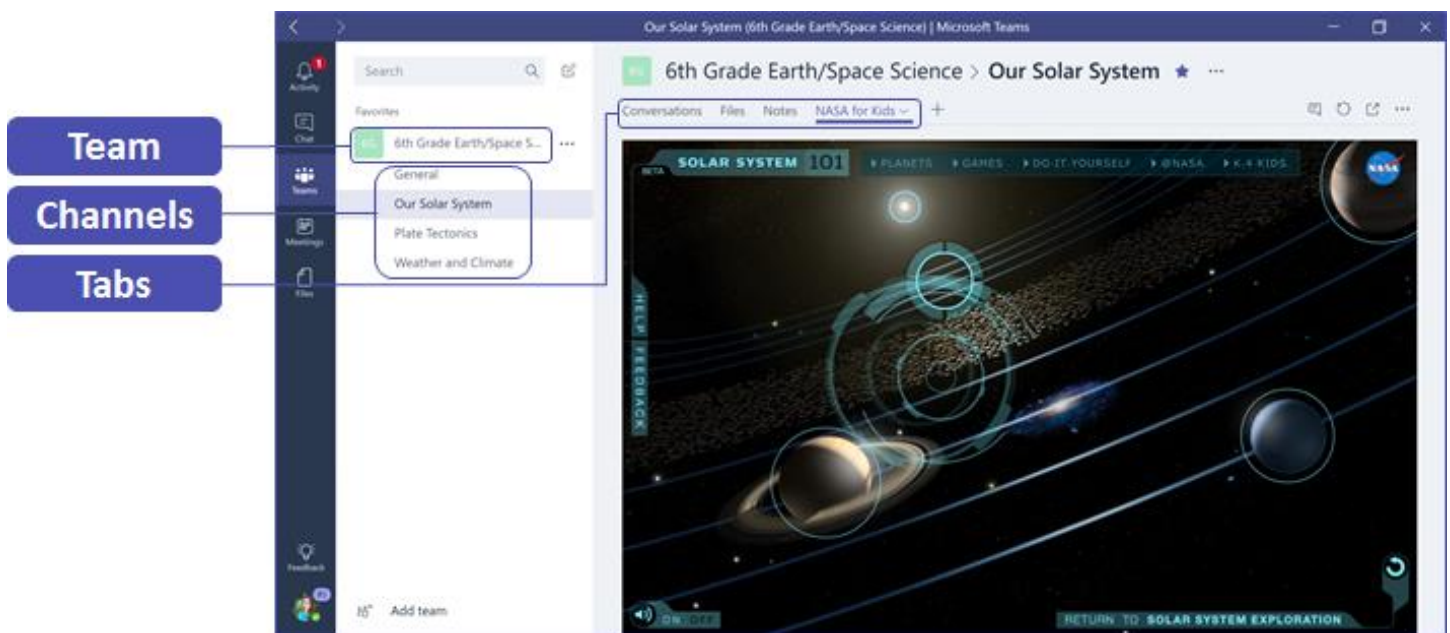 Our Solar System (6th Grade Earth/Space Science) | Microsoft Teams
Team
Channels
Tabs
1
Activity
Chat
Teams
Meetings
Files
Feedback
Search
Favorites
6th Grade Earth/Space S...
General
Our Solar System
Plate Tectonics
Weather and Climate
Add team
6th Grade Earth/Space Science > Our Solar System
Conversations Files Notes NASA for Kids
SOLAR SYSTEM 101 PLANETS GAMES DO-IT-YOURSELF @NASA K-4 KIDS
BETA
NASA
HELP
FEEDBACK
ON OFF
RETURN TO SOLAR SYSTEM EXPLORATION